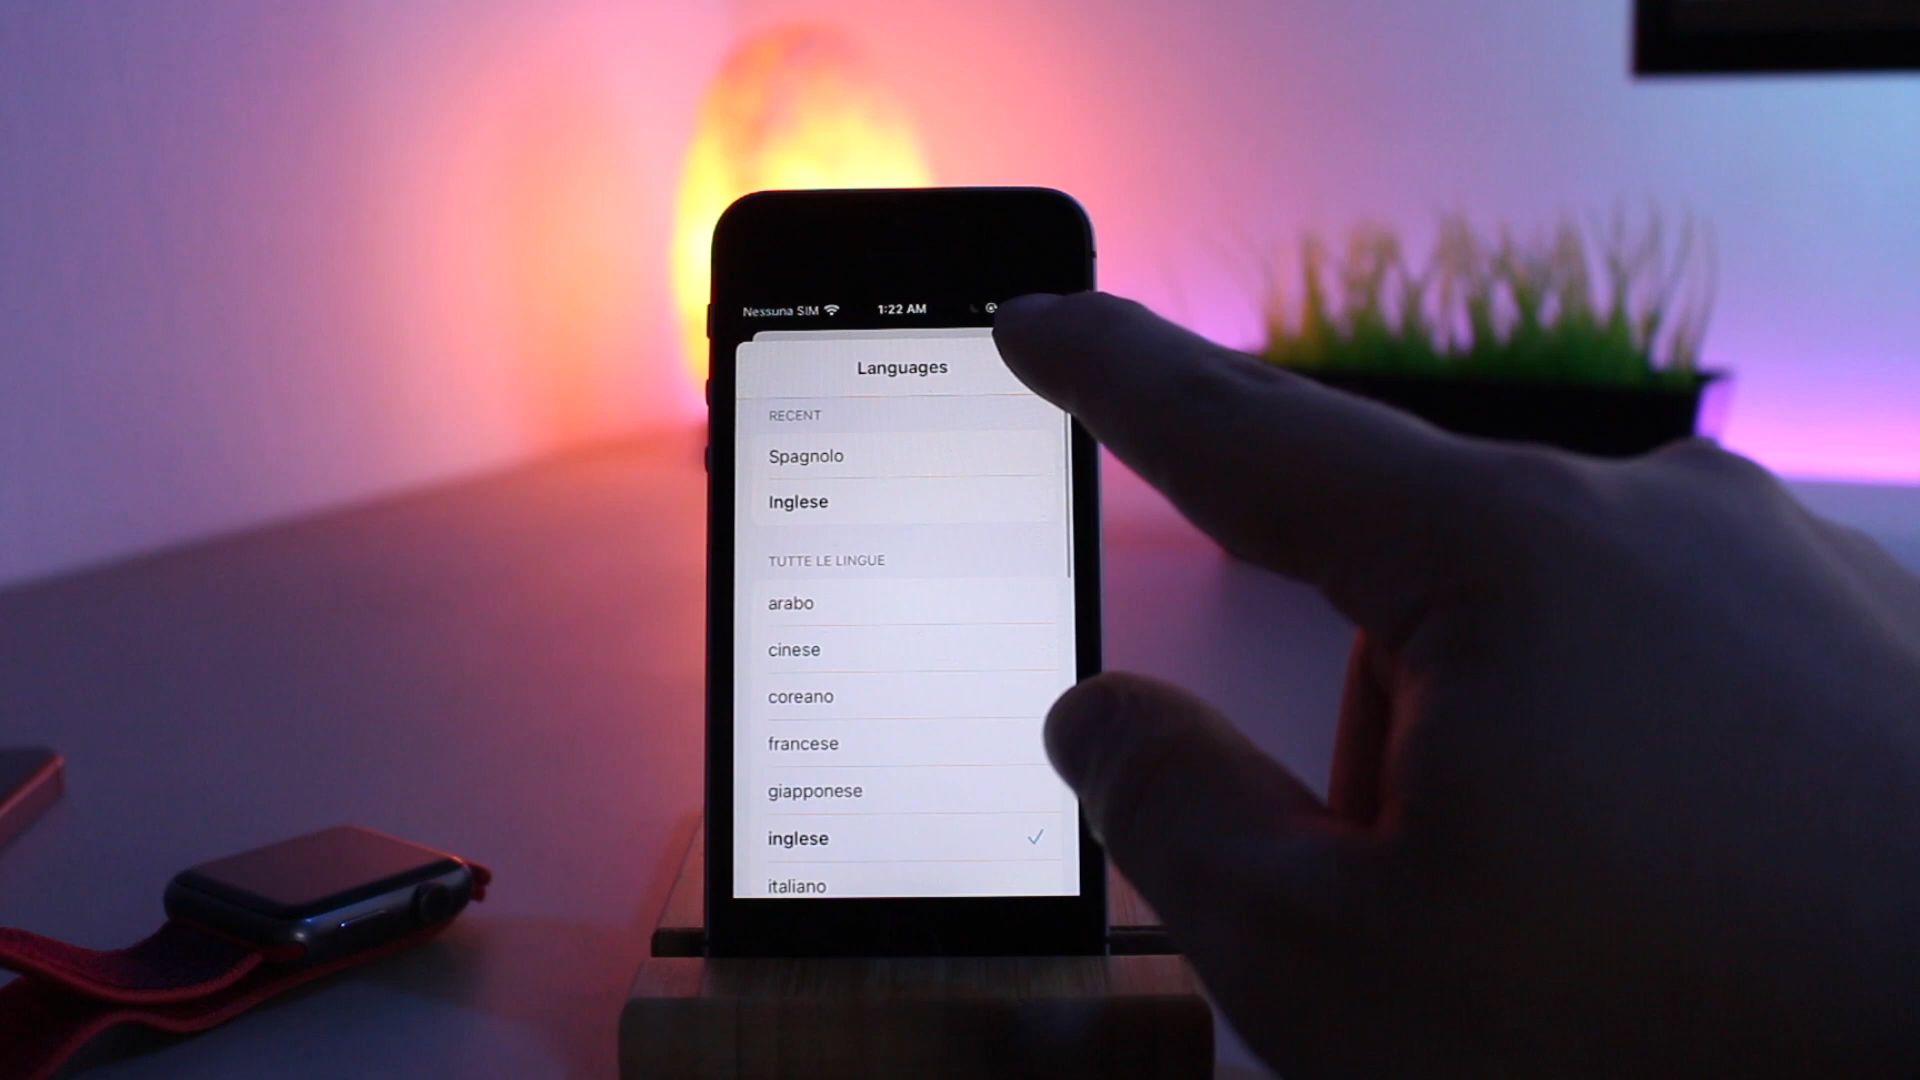 Nessuna SIM 1:22 AM
Languages
RECENT
Spagnolo
Inglese
TUTTE LE LINGUE
arabo
cinese
coreano
francese
giapponese
inglese
italiano